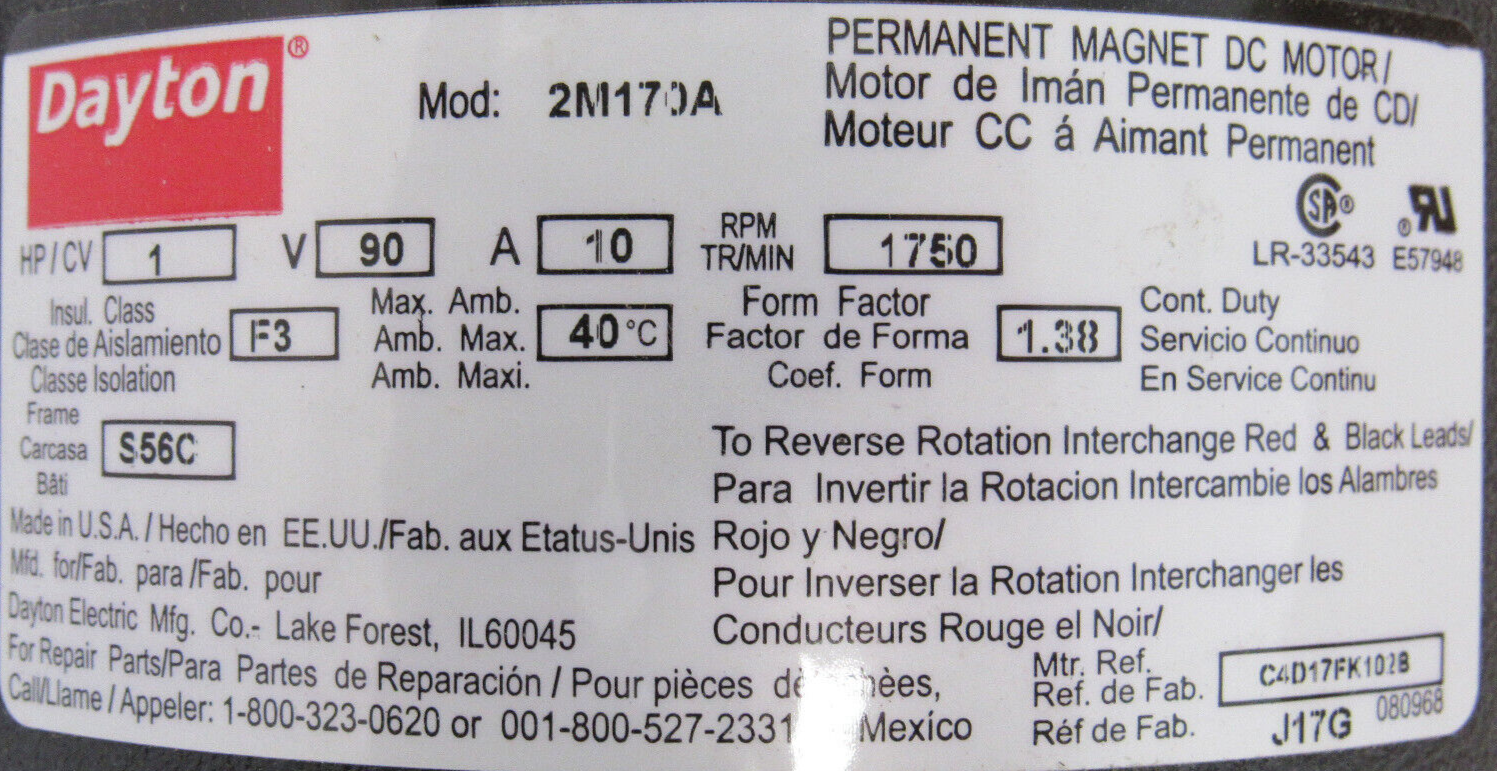 Dayton®
Mod: 2M170A
PERMANENT MAGNET DC MOTOR/
Motor de Imán Permanente de CD/
Moteur CC á Aimant Permanent
HP/CV 1 V 90 A 10 RPM TR/MIN 1750
LR-33543 E57948
Insul. Class
Clase de Aislamiento F3
Classe Isolation
Max. Amb.
Amb. Max. 40°C
Amb. Maxi.
Form Factor
Factor de Forma 1.38
Coef. Form
Cont. Duty
Servicio Continuo
En Service Continu
Frame
Carcasa S56C
Bâti
To Reverse Rotation Interchange Red & Black Leads/
Para Invertir la Rotacion Intercambie los Alambres
Rojo y Negro/
Pour Inverser la Rotation Interchanger les
Conducteurs Rouge el Noir/
Made in U.S.A. / Hecho en EE.UU./Fab. aux Etatus-Unis
Mfd. for/Fab. para /Fab. pour
Dayton Electric Mfg. Co.- Lake Forest, IL60045
For Repair Parts/Para Partes de Reparación / Pour pièces
Call/Llame / Appeler: 1-800-323-0620 or 001-800-527-2331 Mexico
Mtr. Ref.
Ref. de Fab. C4D17FK102B
Réf de Fab. J17G 080968